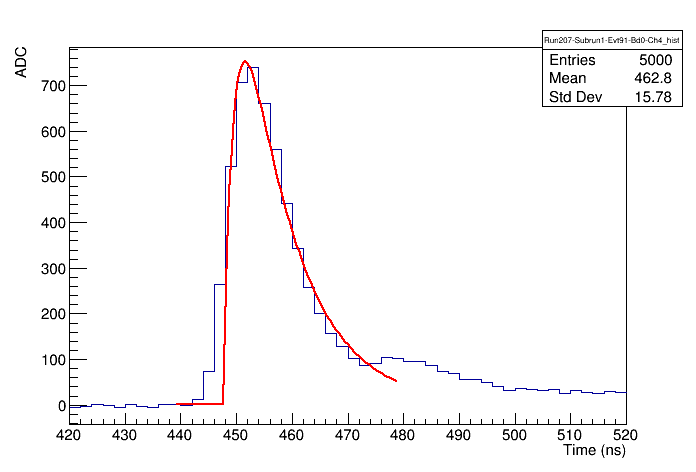 Run207-Subrun1-Evt91-Bd0-Ch4_hist
Entries 5000
Mean 462.8
Std Dev 15.78
ADC
700
600
500
400
300
200
100
0
420 430 440 450 460 470 480 490 500 510 520
Time (ns)